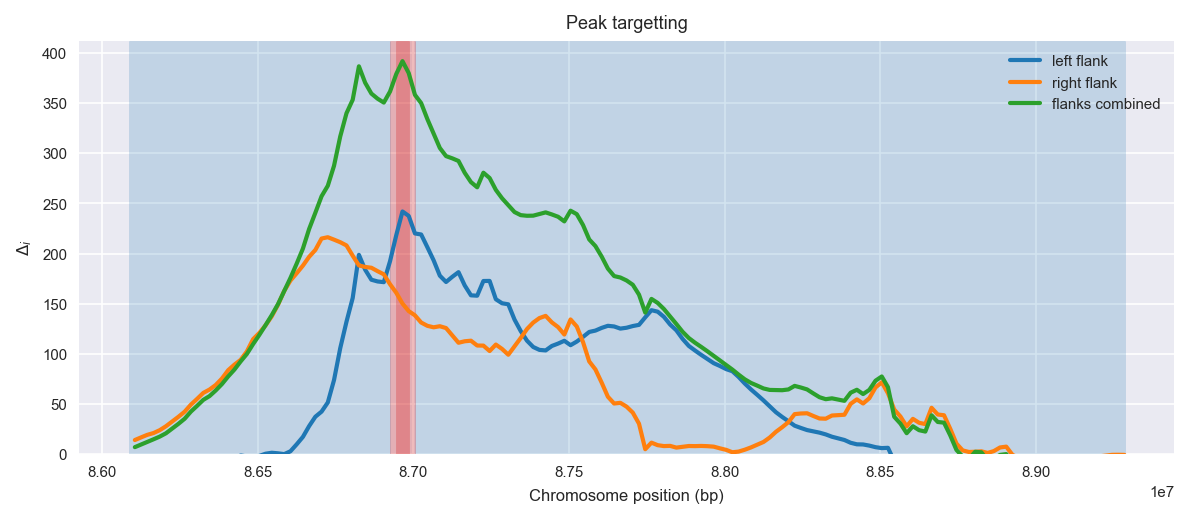 Peak targetting
left flank
right flank
flanks combined
400
350
300
250
200
150
100
50
0
Δi
8.60 8.65 8.70 8.75 8.80 8.85 8.90
1e7
Chromosome position (bp)